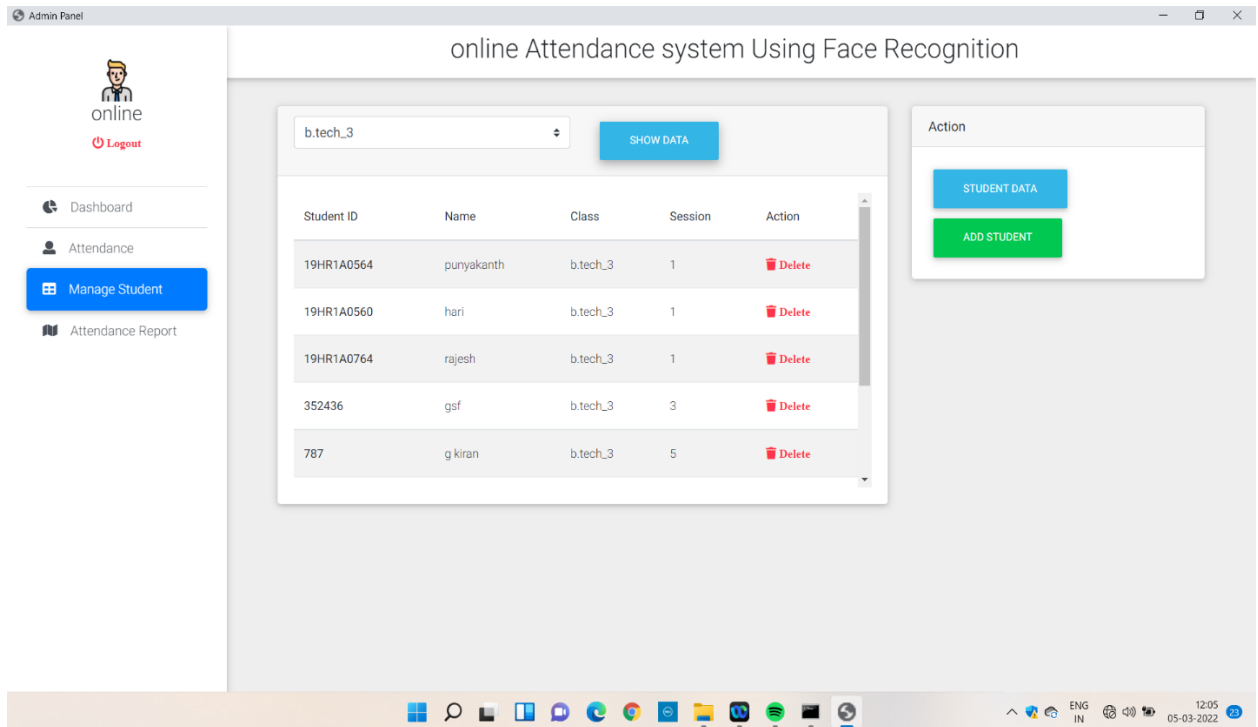 Admin Panel
online Attendance system Using Face Recognition
online
Logout
Dashboard
Attendance
Manage Student
Attendance Report
b.tech_3
SHOW DATA
Student ID Name Class Session Action
19HR1A0564 punyakanth b.tech_3 1 Delete
19HR1A0560 hari b.tech_3 1 Delete
19HR1A0764 rajesh b.tech_3 1 Delete
352436 gsf b.tech_3 3 Delete
787 g kiran b.tech_3 5 Delete
Action
STUDENT DATA
ADD STUDENT
ENG
IN
12:05
05-03-2022
23